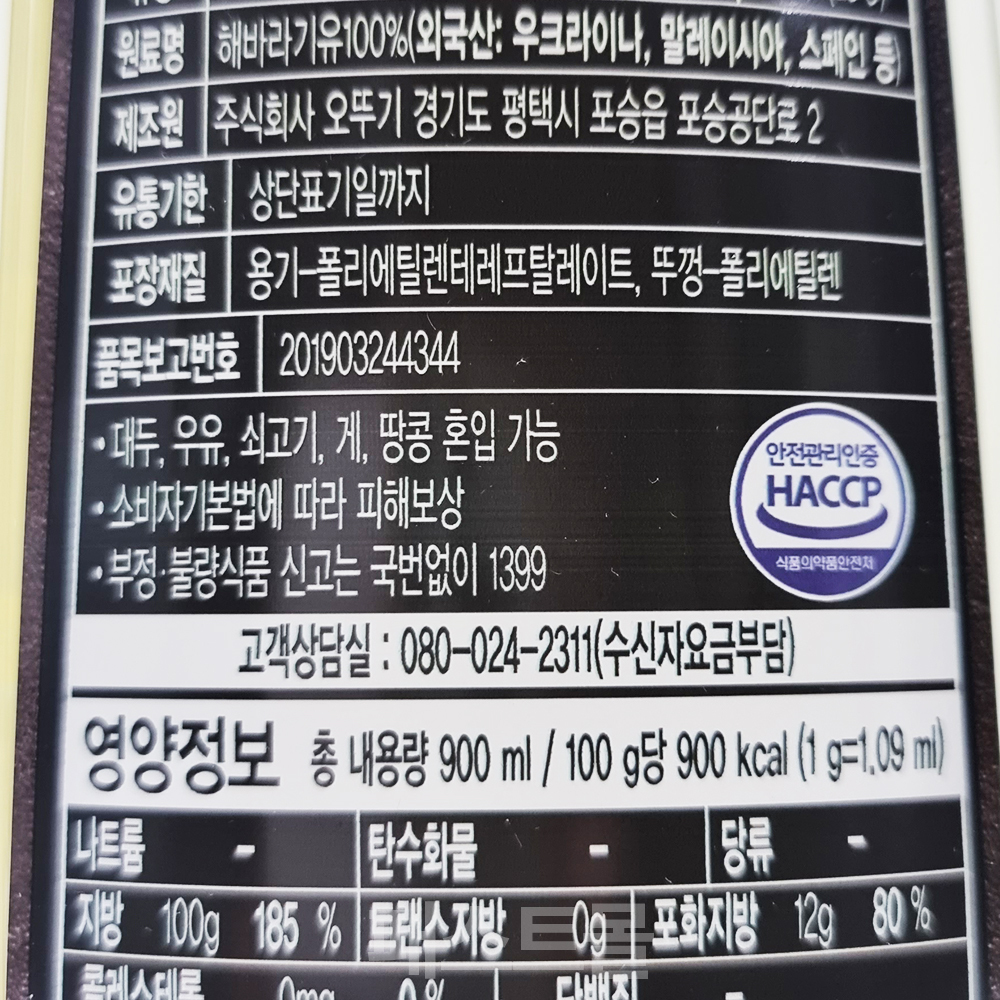 원료명 해바라기유100%(외국산: 우크라이나, 말레이시아, 스페인 등)
제조원 주식회사 오뚜기 경기도 평택시 포승읍 포승공단로 2
유통기한 상단표기일까지
포장재질 용기-폴리에틸렌테레프탈레이트, 뚜껑-폴리에틸렌
품목보고번호 201903244344
• 대두, 우유, 쇠고기, 게, 땅콩 혼입 가능
• 소비자기본법에 따라 피해보상
• 부정·불량식품 신고는 국번없이 1399
안전관리인증
HACCP
식품의약품안전처
고객상담실 : 080-024-2311(수신자요금부담)
영양정보 총 내용량 900 ml / 100 g당 900 kcal (1 g=1.09 ml)
나트륨 - 탄수화물 - 당류 -
지방 100g 185 % 트랜스지방 0g 포화지방 12g 80 %
콜레스테롤 0mg 0 % 단백질 -